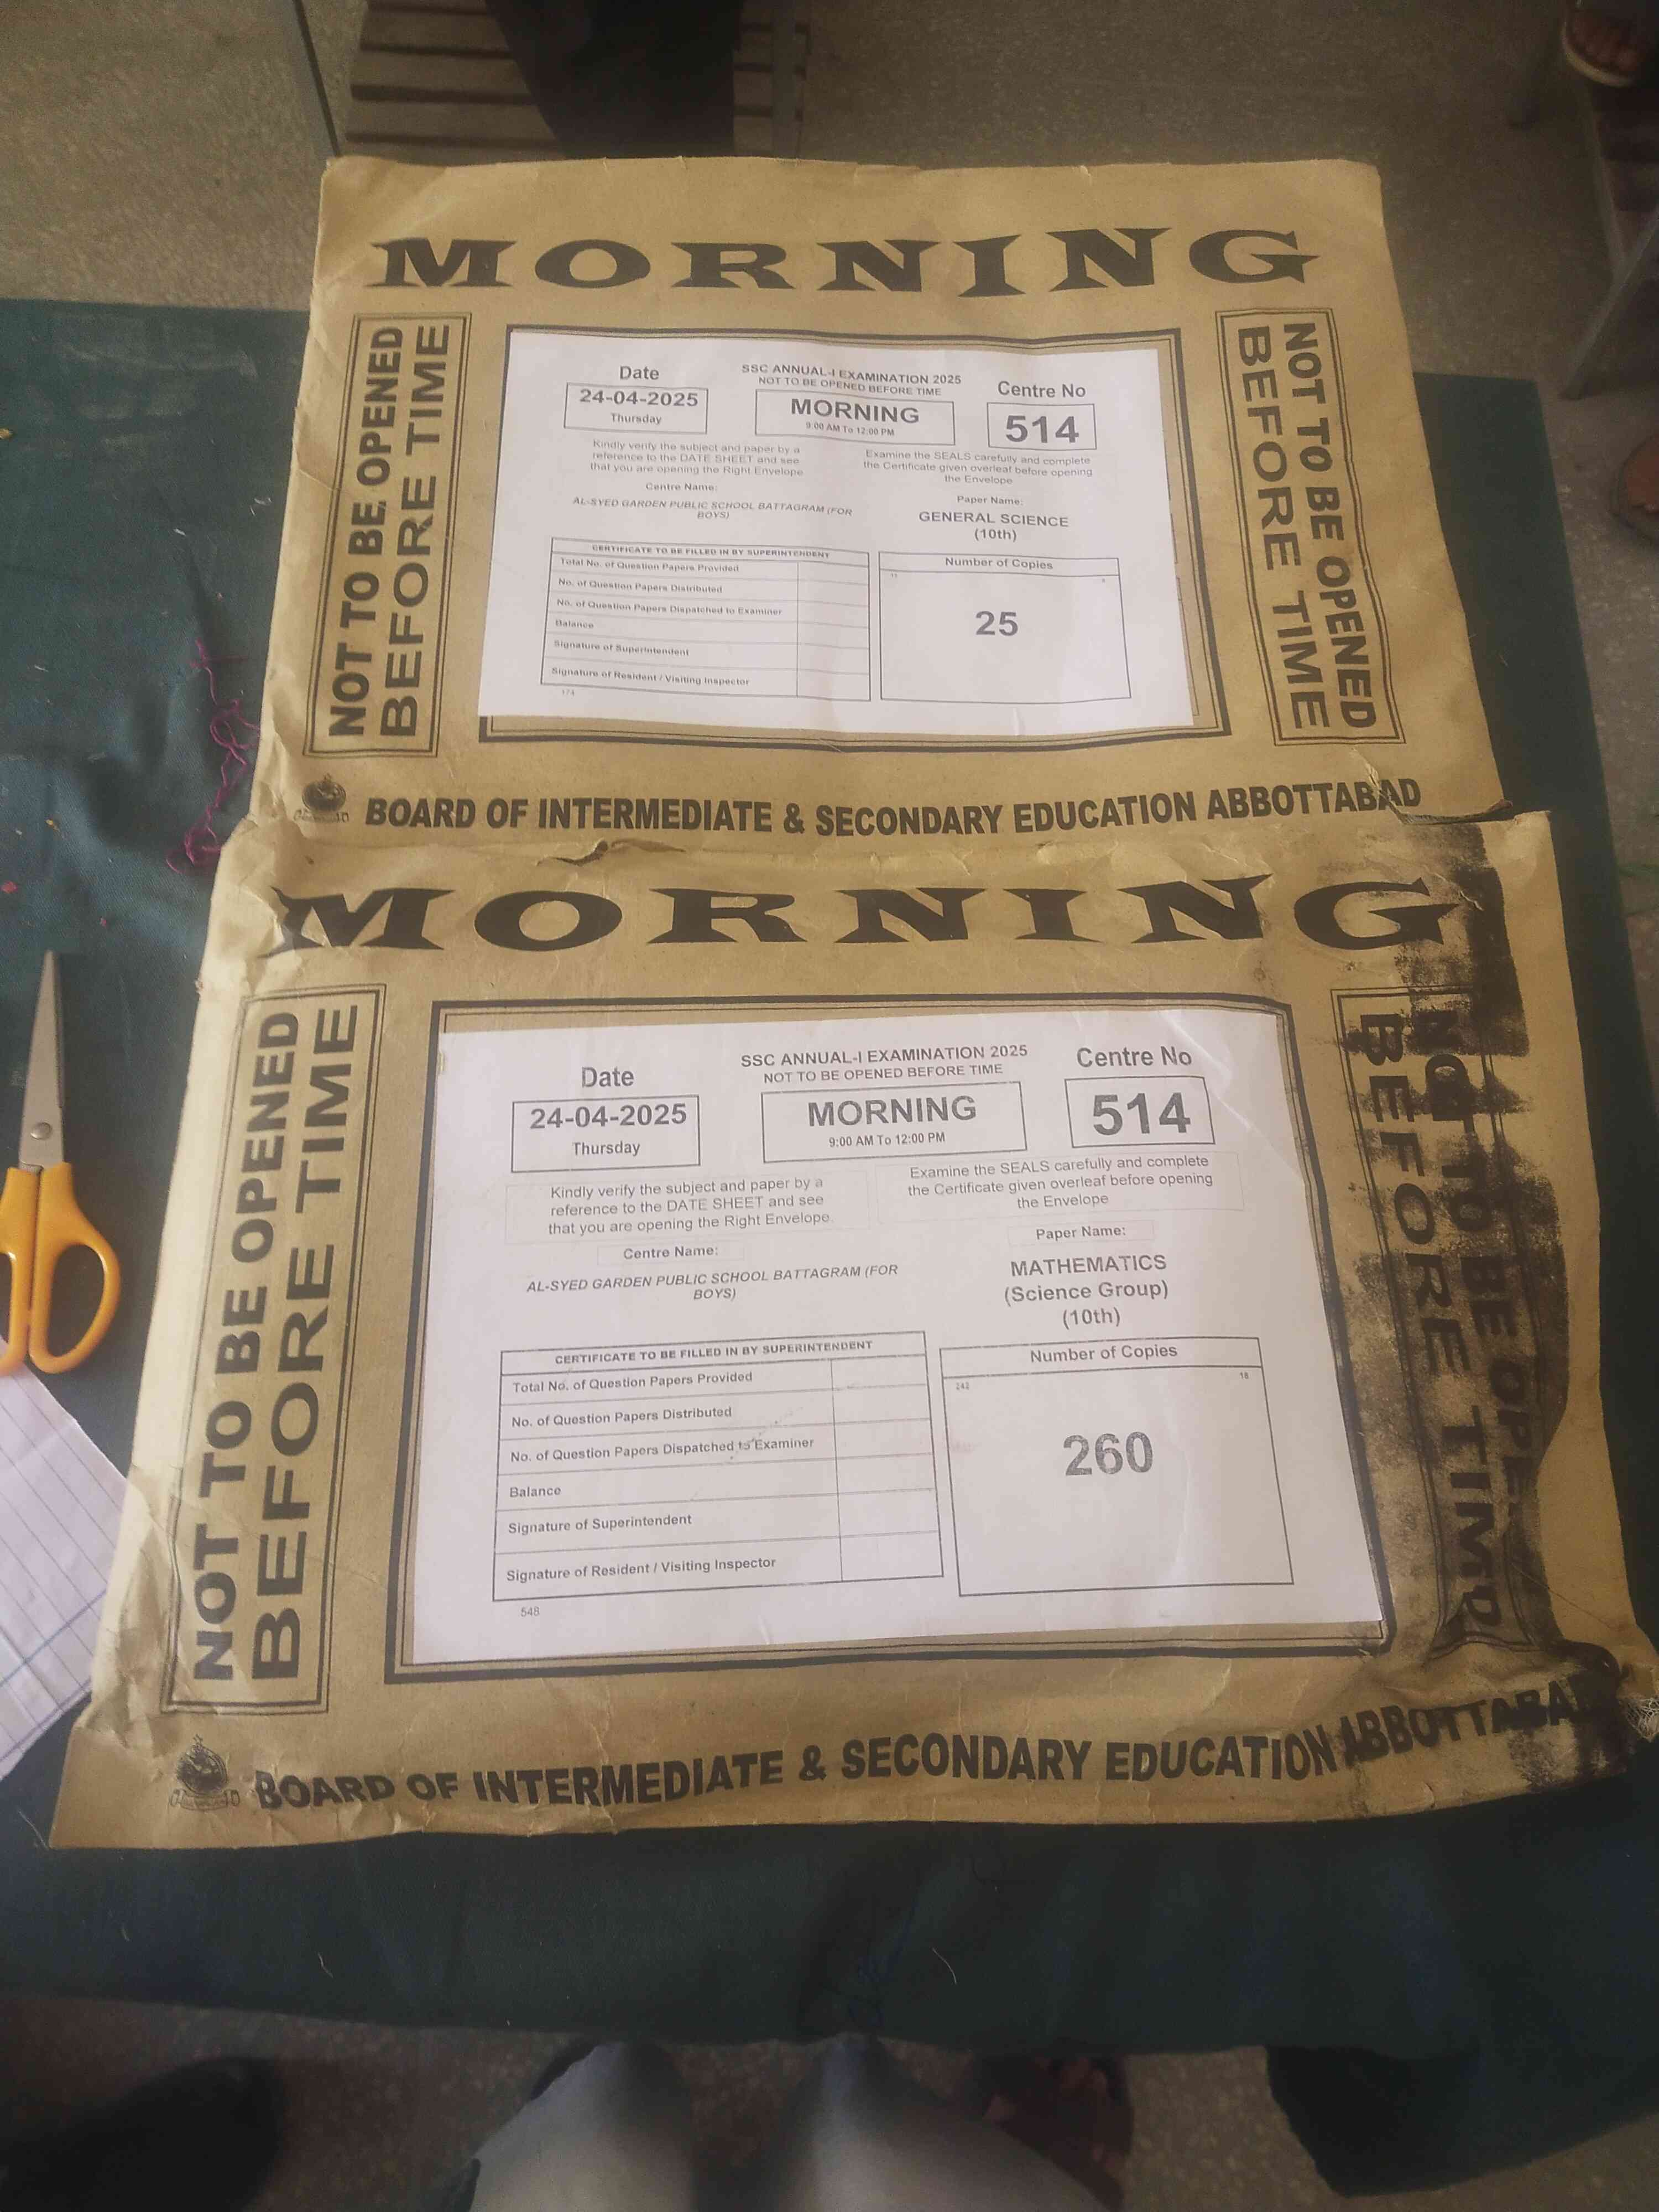 MORNING
NOT TO BE OPENED
BEFORE TIME
Date
24-04-2025
Thursday
SSC ANNUAL-I EXAMINATION 2025
NOT TO BE OPENED BEFORE TIME
MORNING
9:00 AM To 12:00 PM
Centre No
514
Kindly verify the subject and paper by a
reference to the DATE SHEET and see
that you are opening the Right Envelope
Examine the SEALS carefully and complete
the Certificate given overleaf before opening
the Envelope
Centre Name:
AL-SYED GARDEN PUBLIC SCHOOL BATTAGRAM (FOR
BOYS)
Paper Name:
GENERAL SCIENCE
(10th)
CERTIFICATE TO BE FILLED IN BY SUPERINTENDENT
Total No. of Question Papers Provided
No. of Question Papers Distributed
No. of Question Papers Dispatched to Examiner
Balance
Signature of Superintendent
Signature of Resident / Visiting Inspector
174
Number of Copies
25
NOT TO BE OPENED
BEFORE TIME
BOARD OF INTERMEDIATE & SECONDARY EDUCATION ABBOTTABAD
MORNING
NOT TO BE OPENED
BEFORE TIME
Date
24-04-2025
Thursday
SSC ANNUAL-I EXAMINATION 2025
NOT TO BE OPENED BEFORE TIME
MORNING
9:00 AM To 12:00 PM
Centre No
514
Kindly verify the subject and paper by a
reference to the DATE SHEET and see
that you are opening the Right Envelope.
Examine the SEALS carefully and complete
the Certificate given overleaf before opening
the Envelope
Centre Name:
AL-SYED GARDEN PUBLIC SCHOOL BATTAGRAM (FOR
BOYS)
Paper Name:
MATHEMATICS
(Science Group)
(10th)
CERTIFICATE TO BE FILLED IN BY SUPERINTENDENT
Total No. of Question Papers Provided
No. of Question Papers Distributed
No. of Question Papers Dispatched to Examiner
Balance
Signature of Superintendent
Signature of Resident / Visiting Inspector
548
Number of Copies
242 18
260
NOT TO BE OPE
BEFORE TIME
BOARD OF INTERMEDIATE & SECONDARY EDUCATION ABBOTTABAD